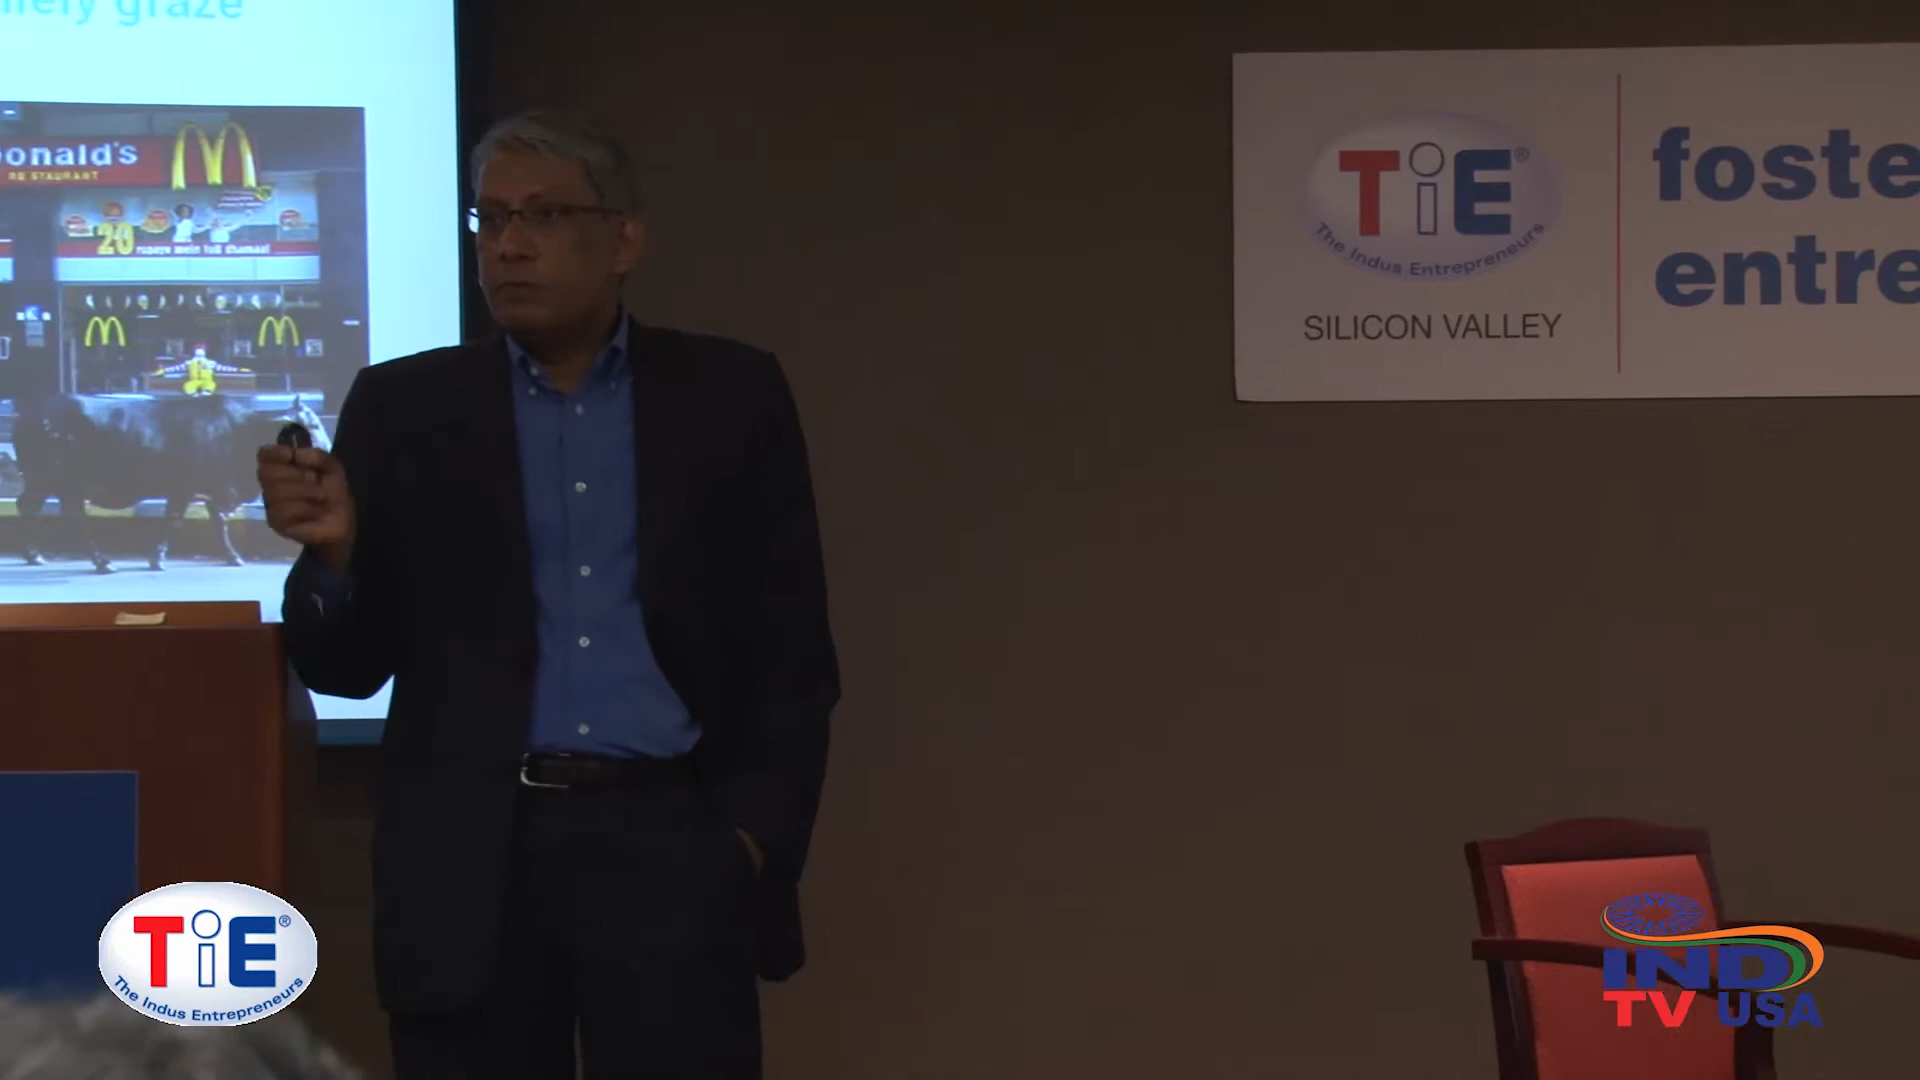 graze
onald's
RESTAURANT
20 rupaye mein full dhamaal
TiE®
The Indus Entrepreneurs
SILICON VALLEY
foste
entre
TiE®
The Indus Entrepreneurs
IND
TV USA